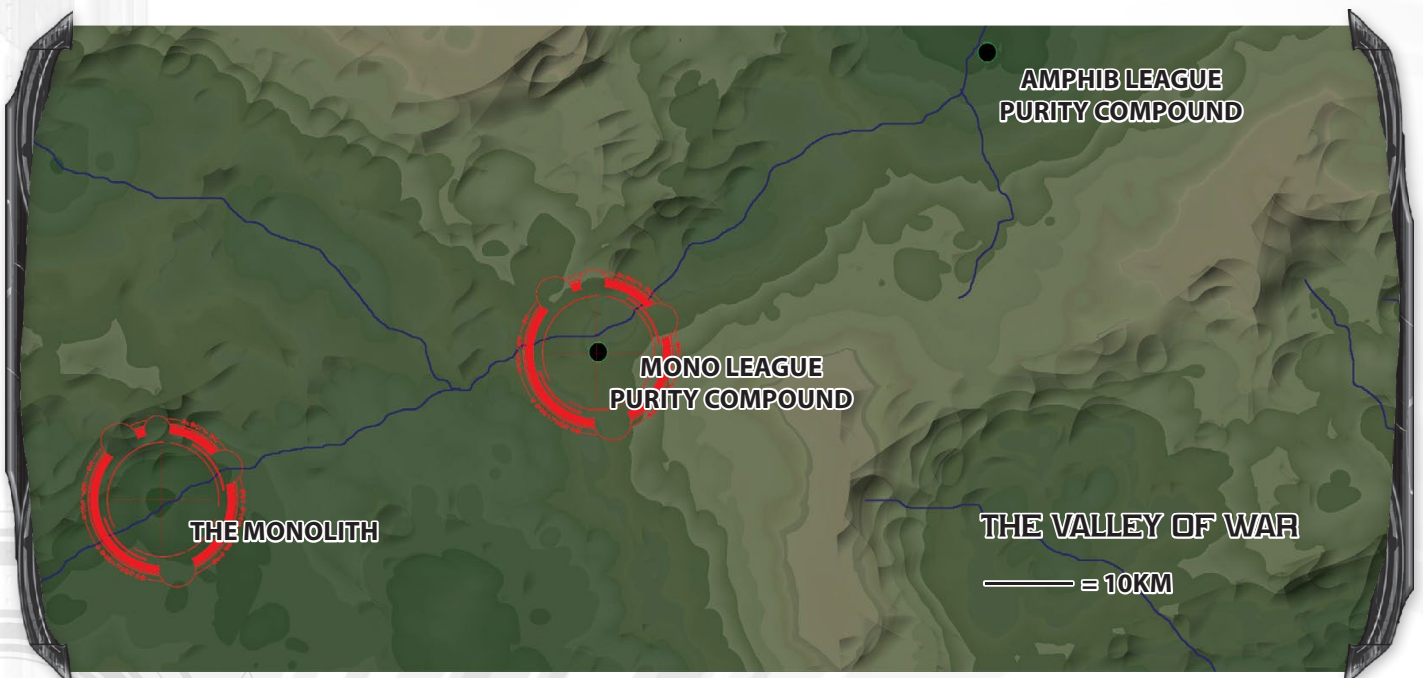 AMPHIB LEAGUE
PURITY COMPOUND
MONO LEAGUE
PURITY COMPOUND
THE MONOLITH
THE VALLEY OF WAR
= 10KM